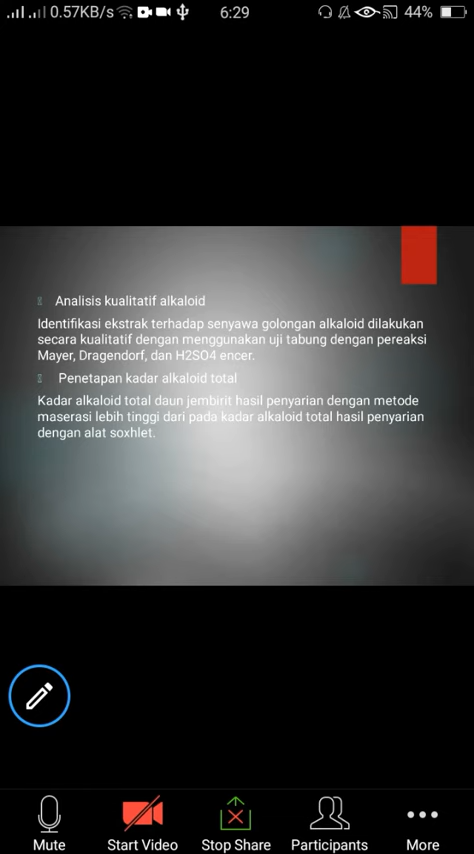 0.57KB/s 6:29 44%
Analisis kualitatif alkaloid
Identifikasi ekstrak terhadap senyawa golongan alkaloid dilakukan
secara kualitatif dengan menggunakan uji tabung dengan pereaksi
Mayer, Dragendorf, dan H2SO4 encer.
Penetapan kadar alkaloid total
Kadar alkaloid total daun jembirit hasil penyarian dengan metode
maserasi lebih tinggi dari pada kadar alkaloid total hasil penyarian
dengan alat soxhlet.
Mute Start Video Stop Share Participants More